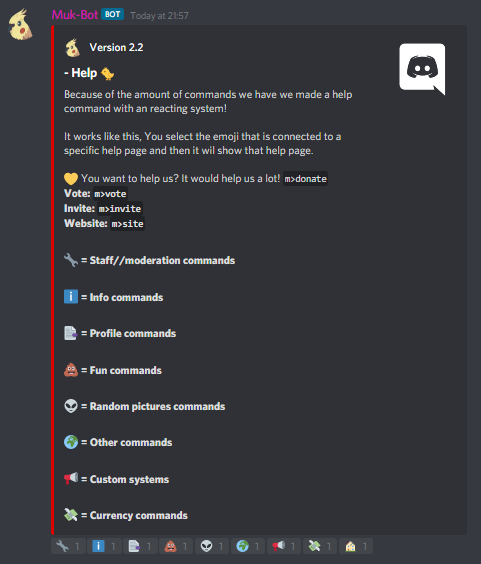 Muk-Bot BOT Today at 21:57
Version 2.2
- Help 🐤
Because of the amount of commands we have we made a help
command with an reacting system!
It works like this, You select the emoji that is connected to a
specific help page and then it wil show that help page.
💛 You want to help us? It would help us a lot! m>donate
Vote: m>vote
Invite: m>invite
Website: m>site
🔧 = Staff//moderation commands
ℹ️ = Info commands
📑 = Profile commands
💩 = Fun commands
👽 = Random pictures commands
🌍 = Other commands
📢 = Custom systems
💸 = Currency commands
🔧 1 ℹ️ 1 📑 1 💩 1 👽 1 🌍 1 📢 1 💸 1 🏠 1